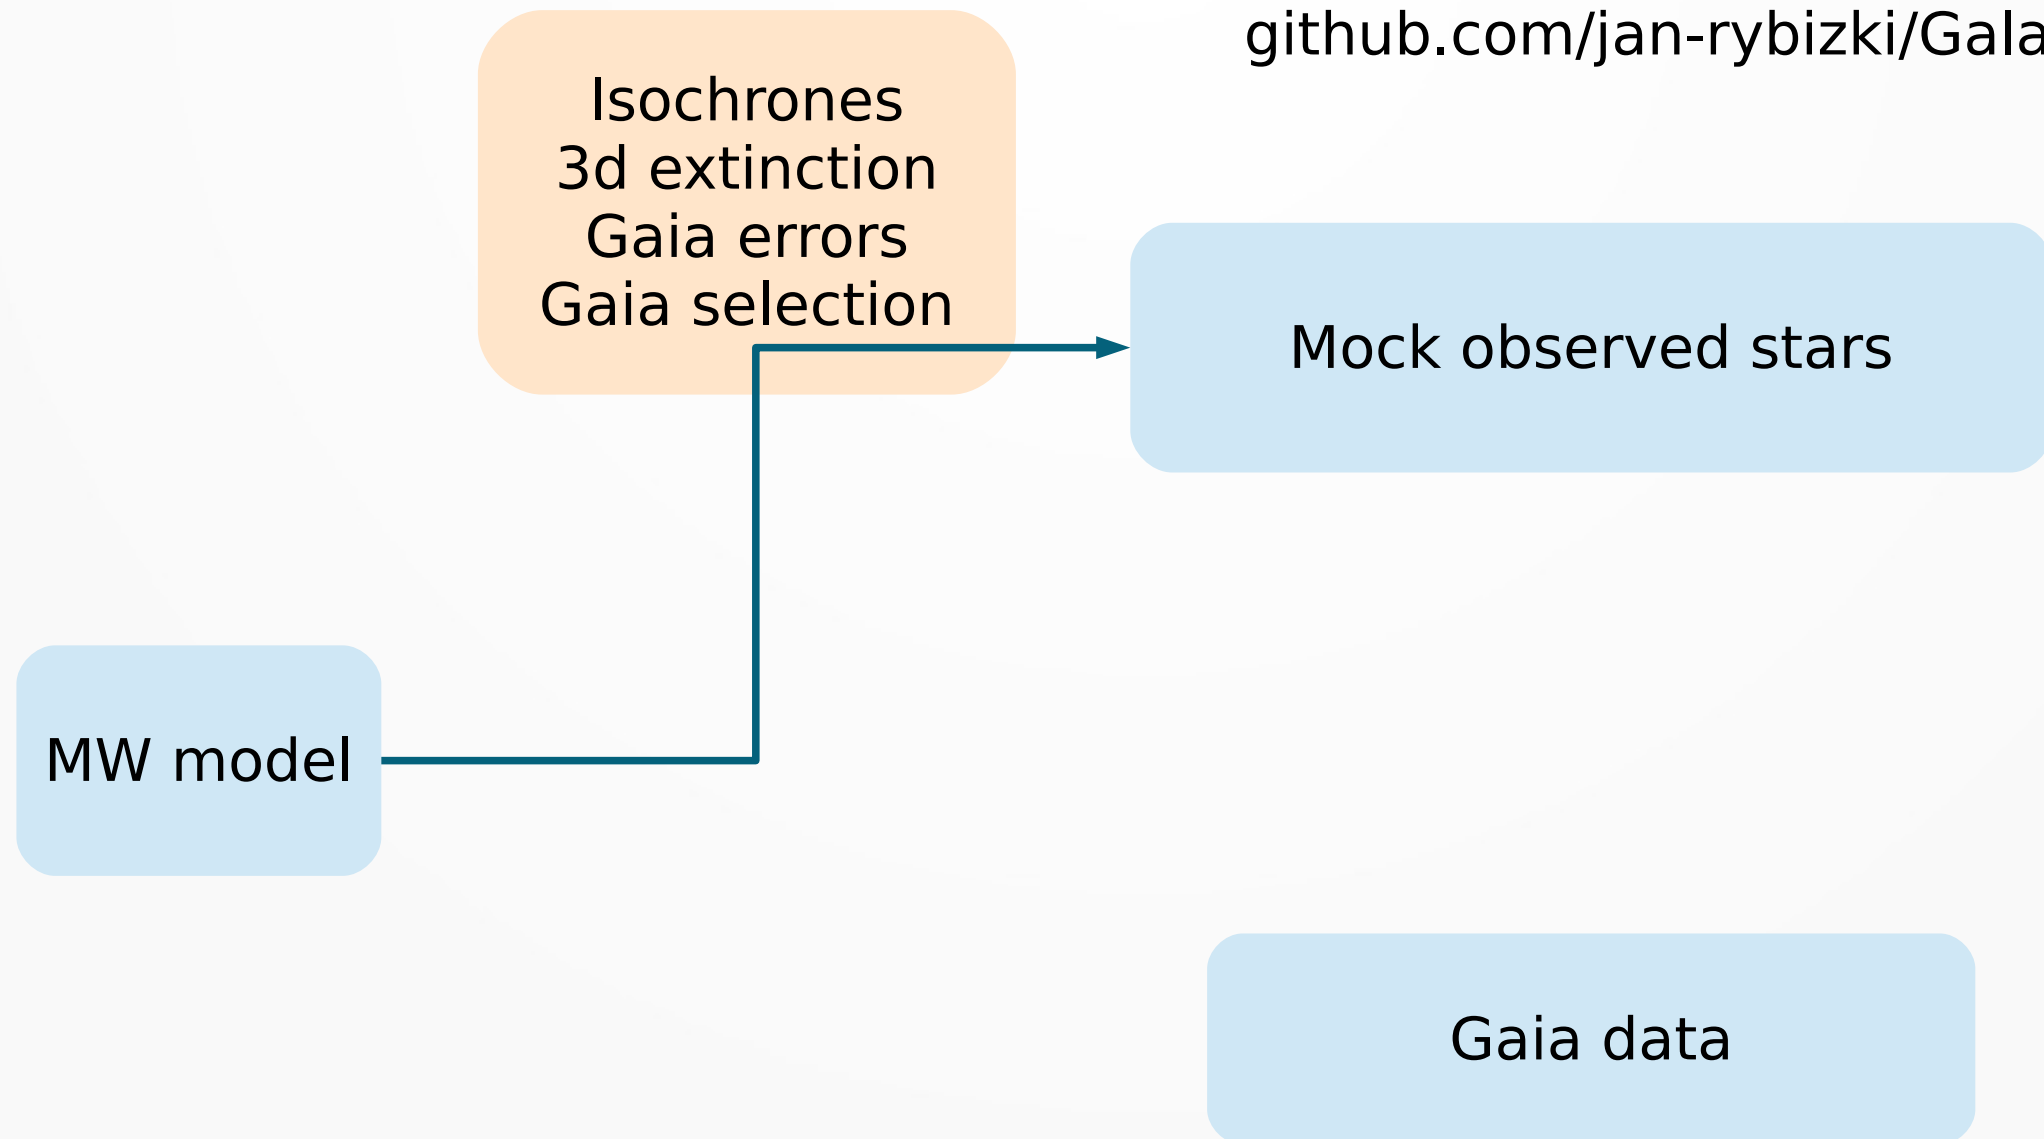 github.com/jan-rybizki/Gala
Isochrones
3d extinction
Gaia errors
Gaia selection
Mock observed stars
MW model
Gaia data